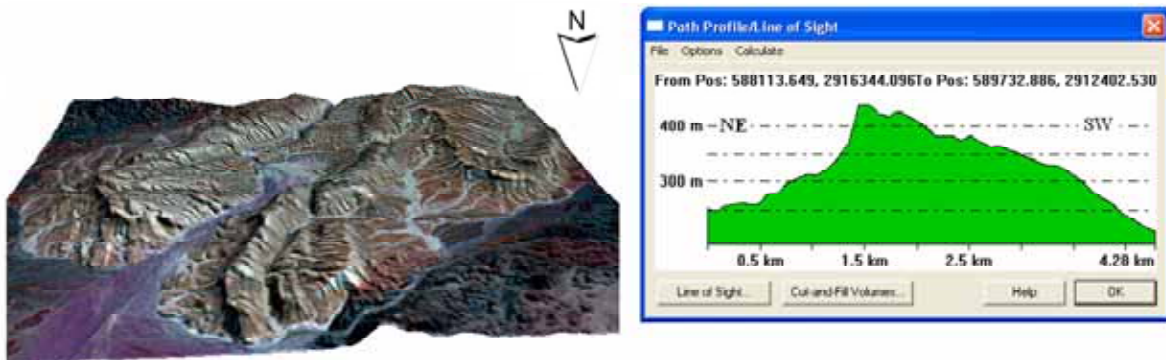 N
Path Profile/Line of Sight
File Options Calculate
From Pos: 588113.649, 2916344.096To Pos: 589732.886, 2912402.530
400 m NE SW
300 m
0.5 km 1.5 km 2.5 km 4.28 km
Line of Sight... Cut-and-Fill Volumes... Help OK